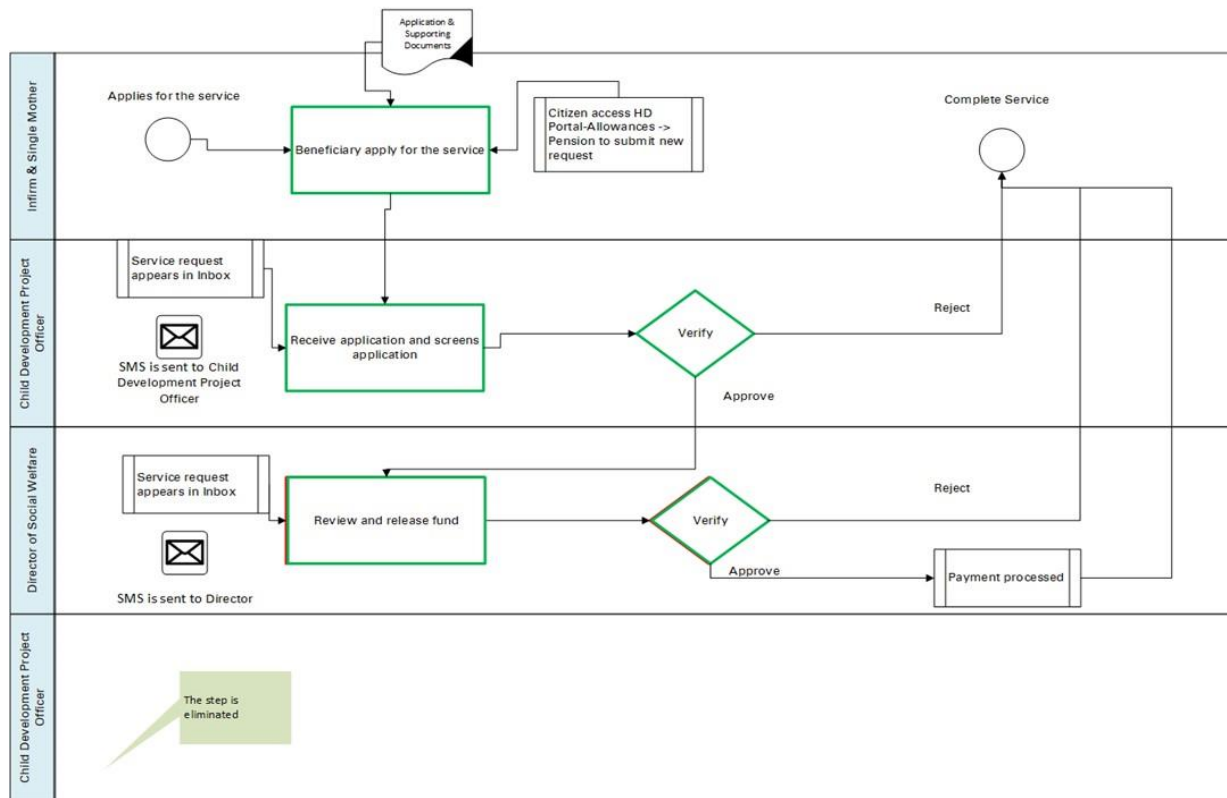 Application &
Supporting
Documents
Infirm & Single Mother
Applies for the service
Beneficiary apply for the service
Citizen access HD
Portal-Allowances ->
Pension to submit new
request
Complete Service
Child Development Project
Officer
Service request
appears in Inbox
SMS is sent to Child
Development Project
Officer
Receive application and screens
application
Verify
Reject
Approve
Director of Social Welfare
Service request
appears in Inbox
SMS is sent to Director
Review and release fund
Verify
Reject
Approve
Payment processed
Child Development Project
Officer
The step is
eliminated